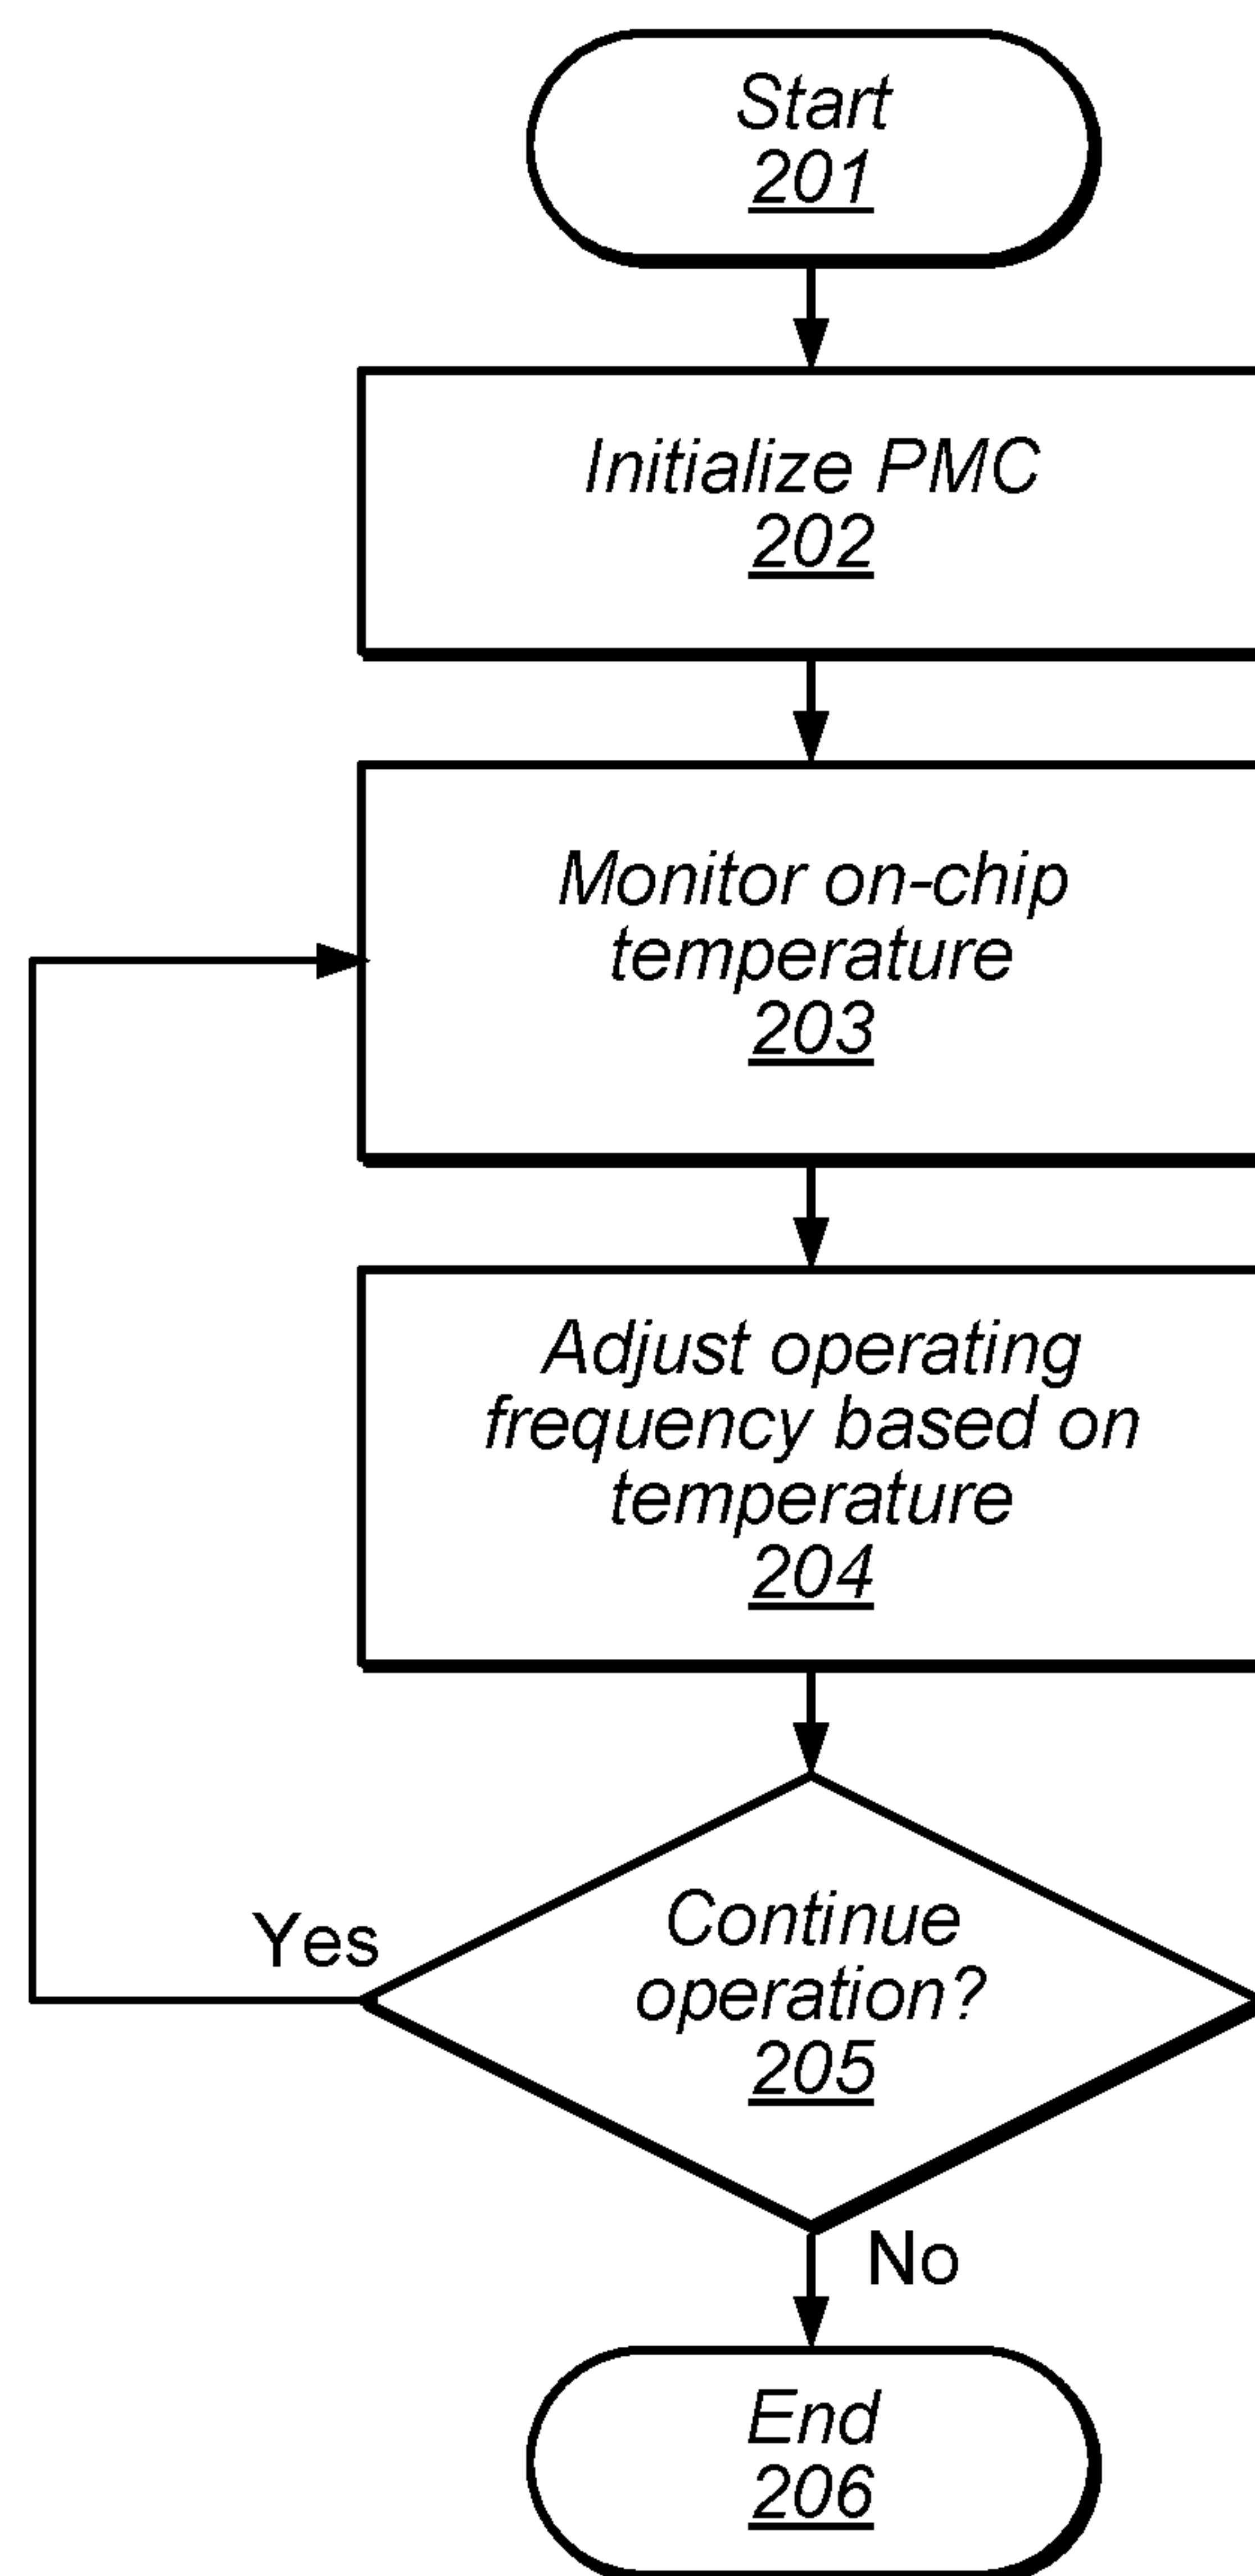 Start
201
Initialize PMC
202
Monitor on-chip
temperature
203
Adjust operating
frequency based on
temperature
204
Yes
Continue
operation?
205
No
End
206